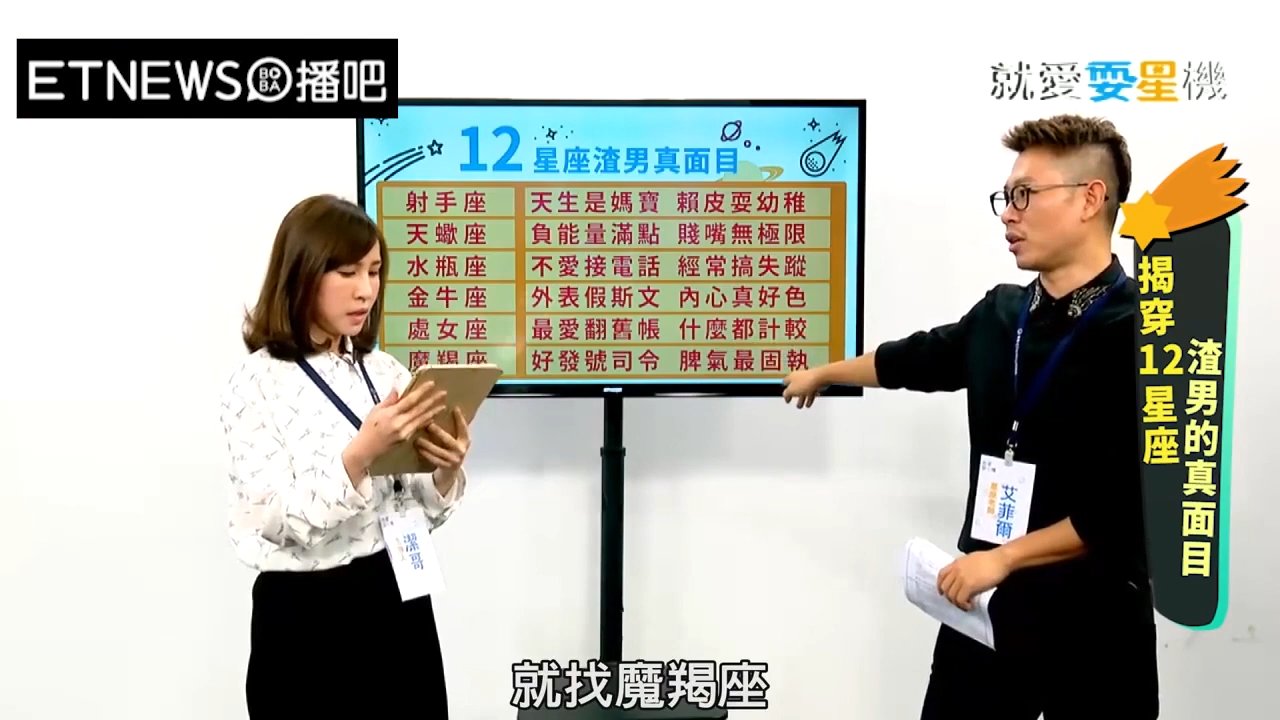 ETNEWS BOBA 播吧
就愛耍星機
12星座渣男真面目
射手座 天生是媽寶 賴皮耍幼稚
天蠍座 負能量滿點 賤嘴無極限
水瓶座 不愛接電話 經常搞失蹤
金牛座 外表假斯文 內心真好色
處女座 最愛翻舊帳 什麼都計較
魔羯座 好發號司令 脾氣最固執
揭穿12星座
渣男的真面目
潔哥
艾菲爾
就找魔羯座